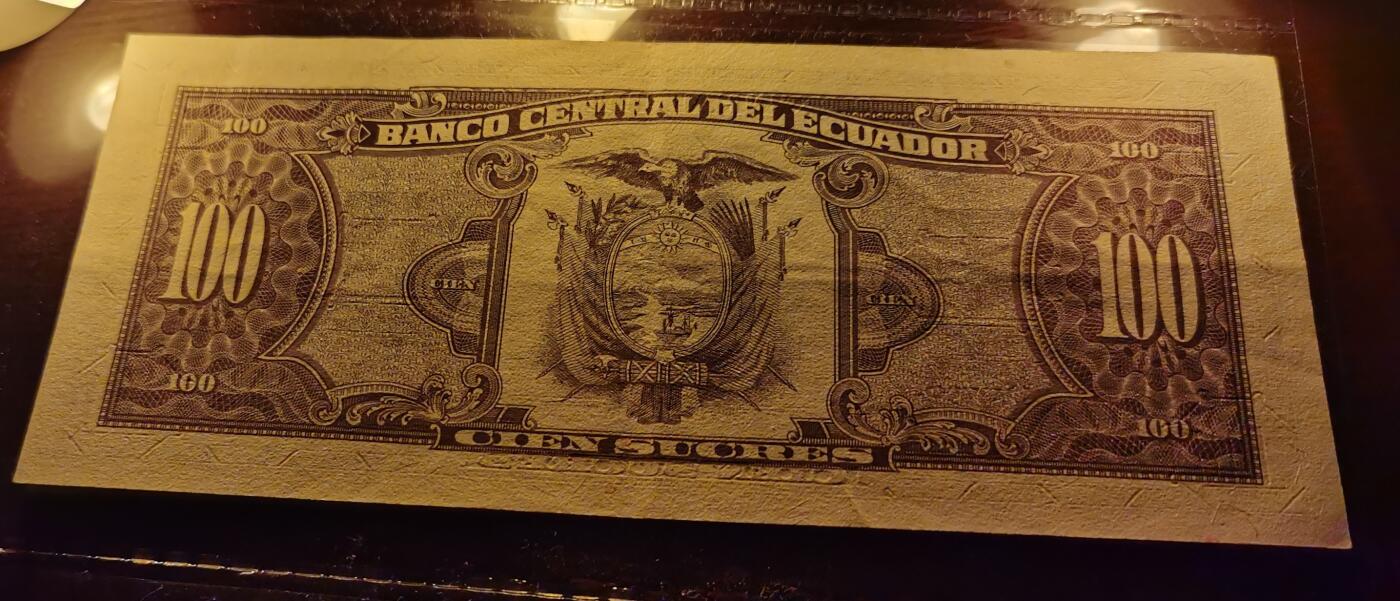 BANCO CENTRAL DEL ECUADOR
100 100
100 100
CIEN CIEN
100 100
CIEN SUCRES